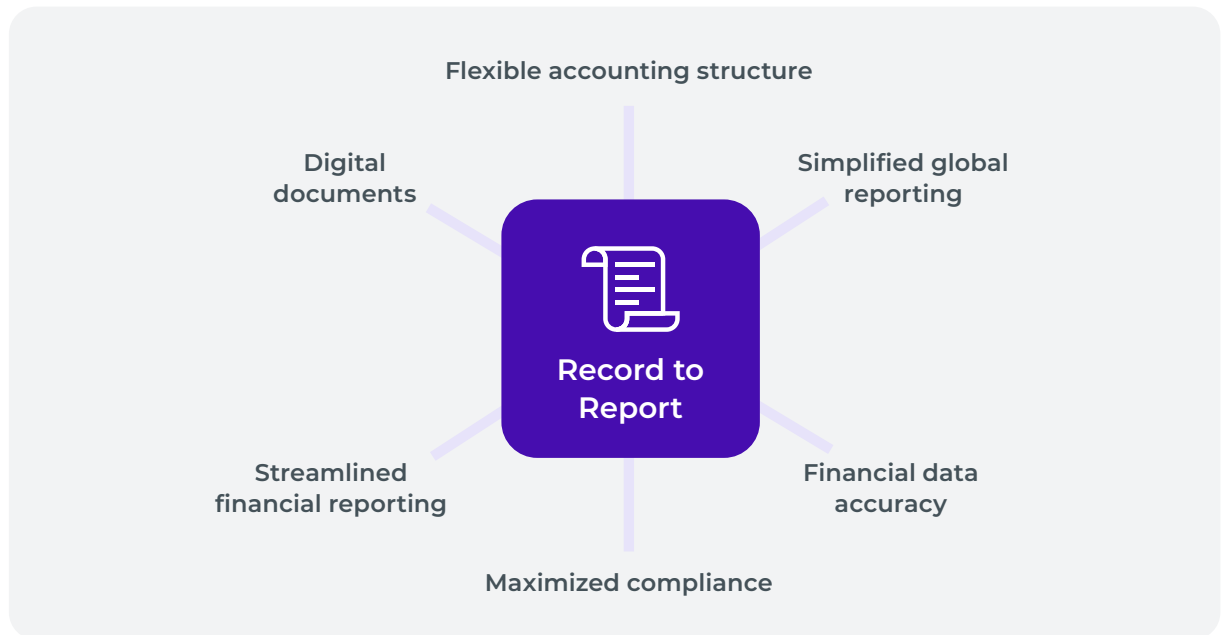 Flexible accounting structure
Digital
documents
Simplified global
reporting
Record to
Report
Streamlined
financial reporting
Financial data
accuracy
Maximized compliance